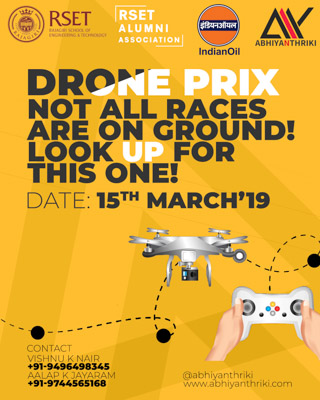 RSET
RAJAGIRI SCHOOL OF
ENGINEERING & TECHNOLOGY
RSET
ALUMNI
ASSOCIATION
इंडियनऑयल
IndianOil
ABHIYANTHRIKI
DRONE PRIX
NOT ALL RACES
ARE ON GROUND!
LOOK UP FOR
THIS ONE!
DATE: 15TH MARCH'19
CONTACT
VISHNU K NAIR
+91-9496498345
AALAP K JAYARAM
+91-9744565168
@abhiyanthriki
www.abhiyanthriki.com